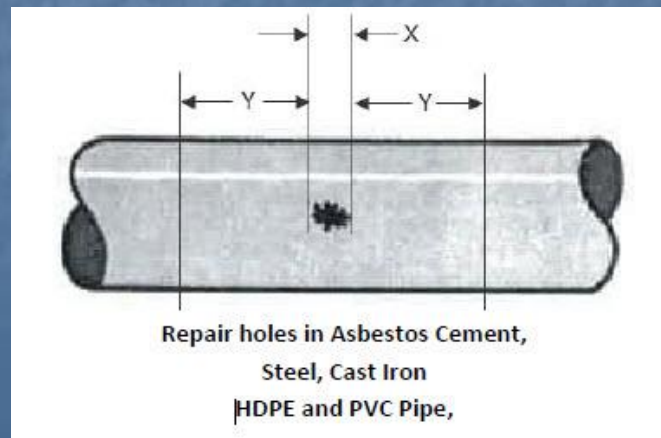 X
Y Y
Repair holes in Asbestos Cement,
Steel, Cast Iron
HDPE and PVC Pipe,